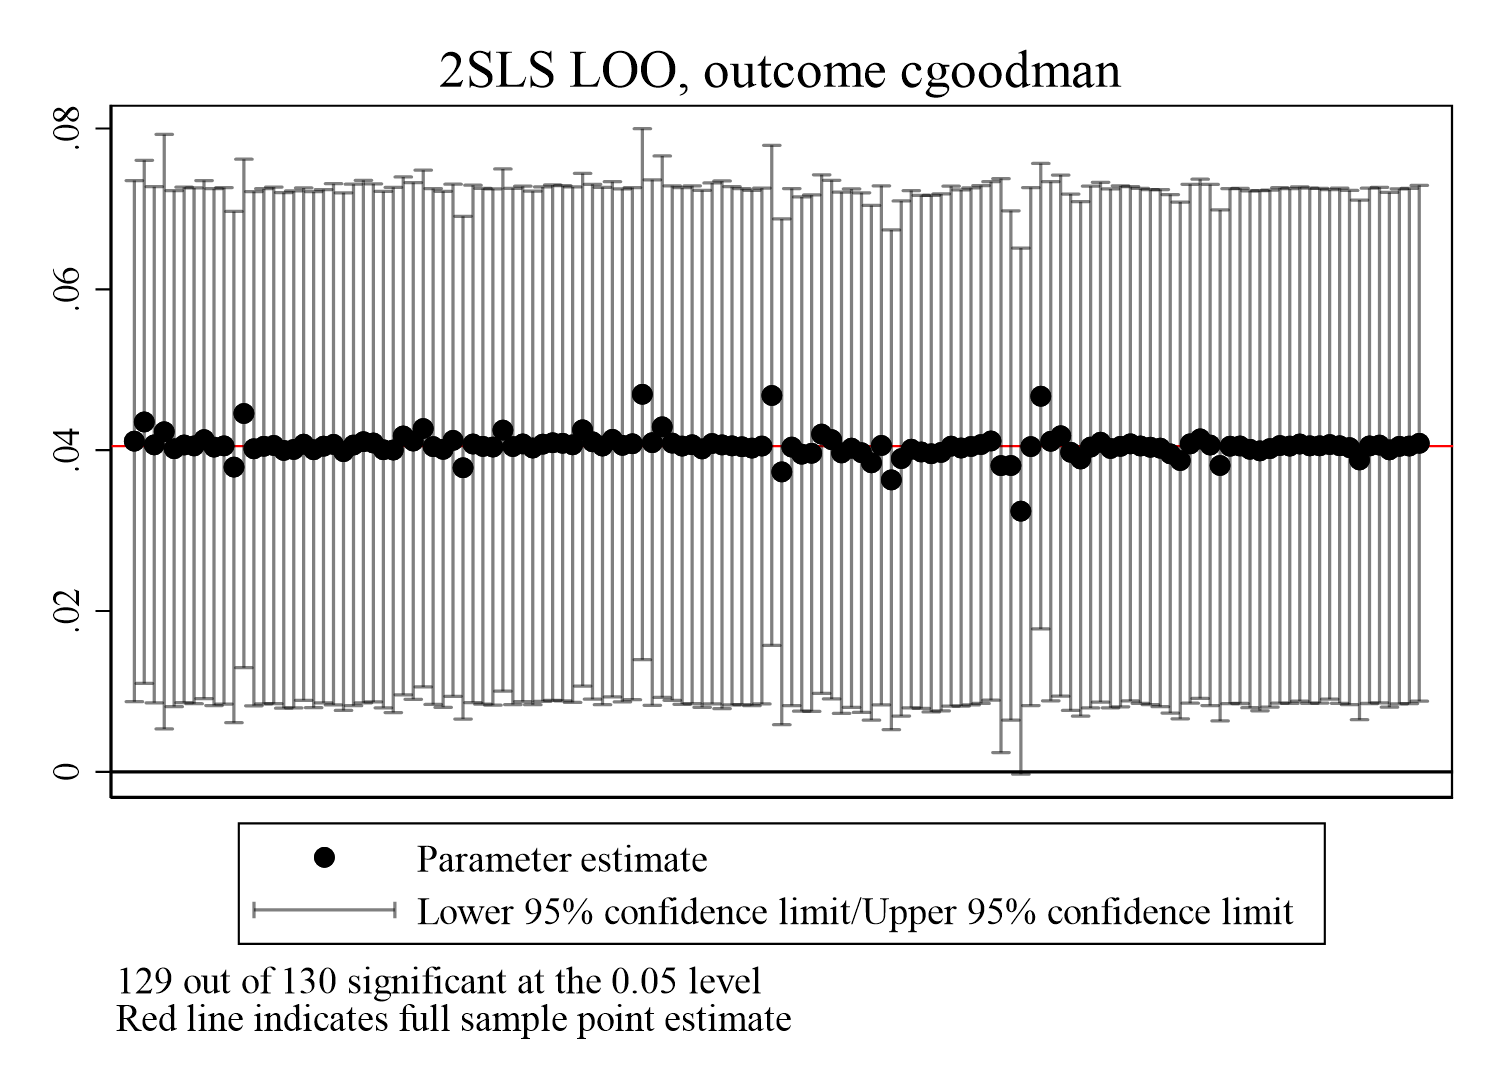 2SLS LOO, outcome cgoodman
.08
.06
.04
.02
0
Parameter estimate
Lower 95% confidence limit/Upper 95% confidence limit
129 out of 130 significant at the 0.05 level
Red line indicates full sample point estimate